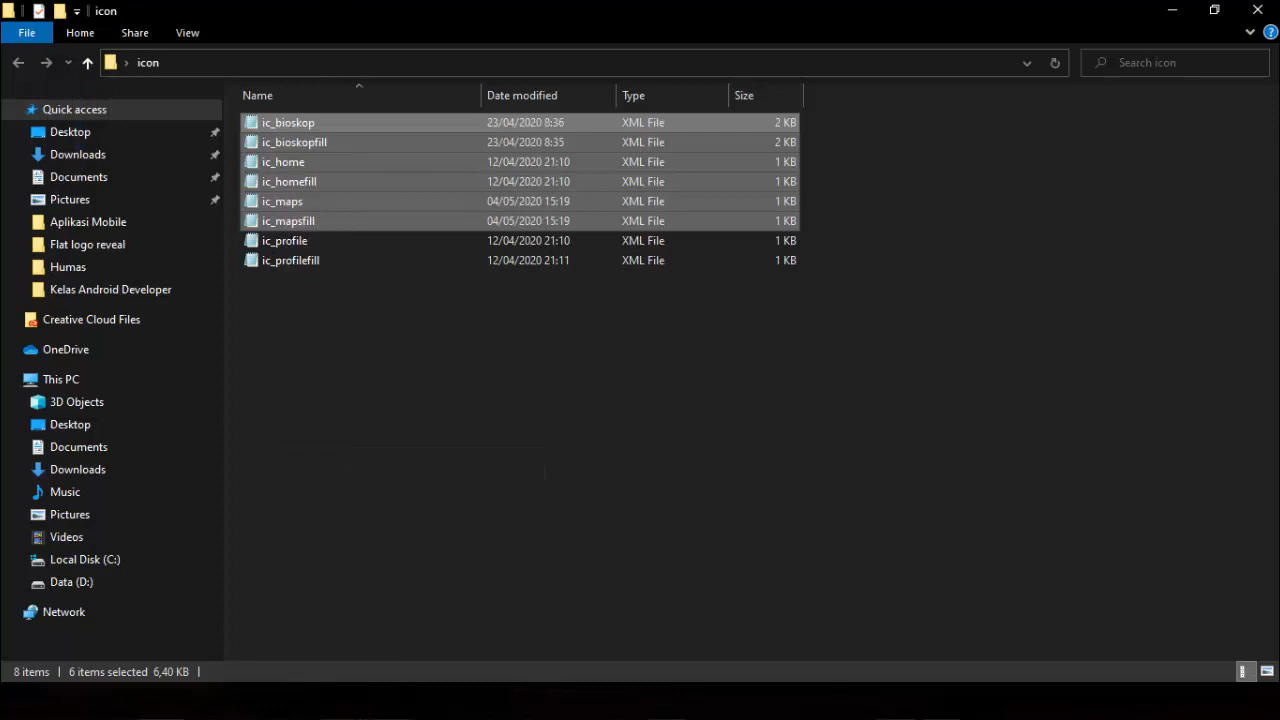 icon
File Home Share View
icon Search icon
Name Date modified Type Size
Quick access
Desktop
Downloads
Documents
Pictures
Aplikasi Mobile
Flat logo reveal
Humas
Kelas Android Developer
Creative Cloud Files
OneDrive
This PC
3D Objects
Desktop
Documents
Downloads
Music
Pictures
Videos
Local Disk (C:)
Data (D:)
Network
ic_bioskop 23/04/2020 8:36 XML File 2 KB
ic_bioskopfill 23/04/2020 8:35 XML File 2 KB
ic_home 12/04/2020 21:10 XML File 1 KB
ic_homefill 12/04/2020 21:10 XML File 1 KB
ic_maps 04/05/2020 15:19 XML File 1 KB
ic_mapsfill 04/05/2020 15:19 XML File 1 KB
ic_profile 12/04/2020 21:10 XML File 1 KB
ic_profilefill 12/04/2020 21:11 XML File 1 KB
8 items 6 items selected 6,40 KB